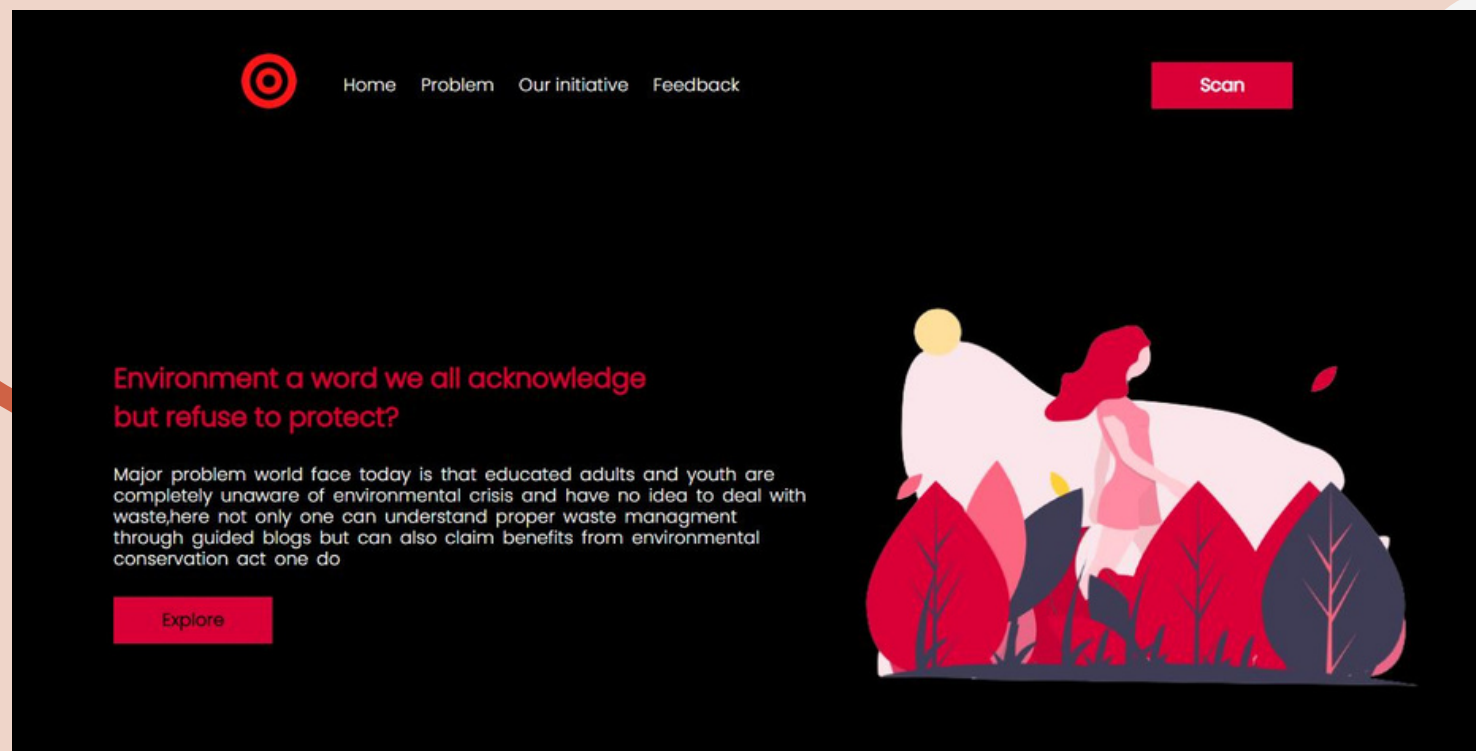 Home Problem Our initiative Feedback
Scan
Environment a word we all acknowledge
but refuse to protect?
Major problem world face today is that educated adults and youth are
completely unaware of environmental crisis and have no idea to deal with
waste,here not only one can understand proper waste managment
through guided blogs but can also claim benefits from environmental
conservation act one do
Explore